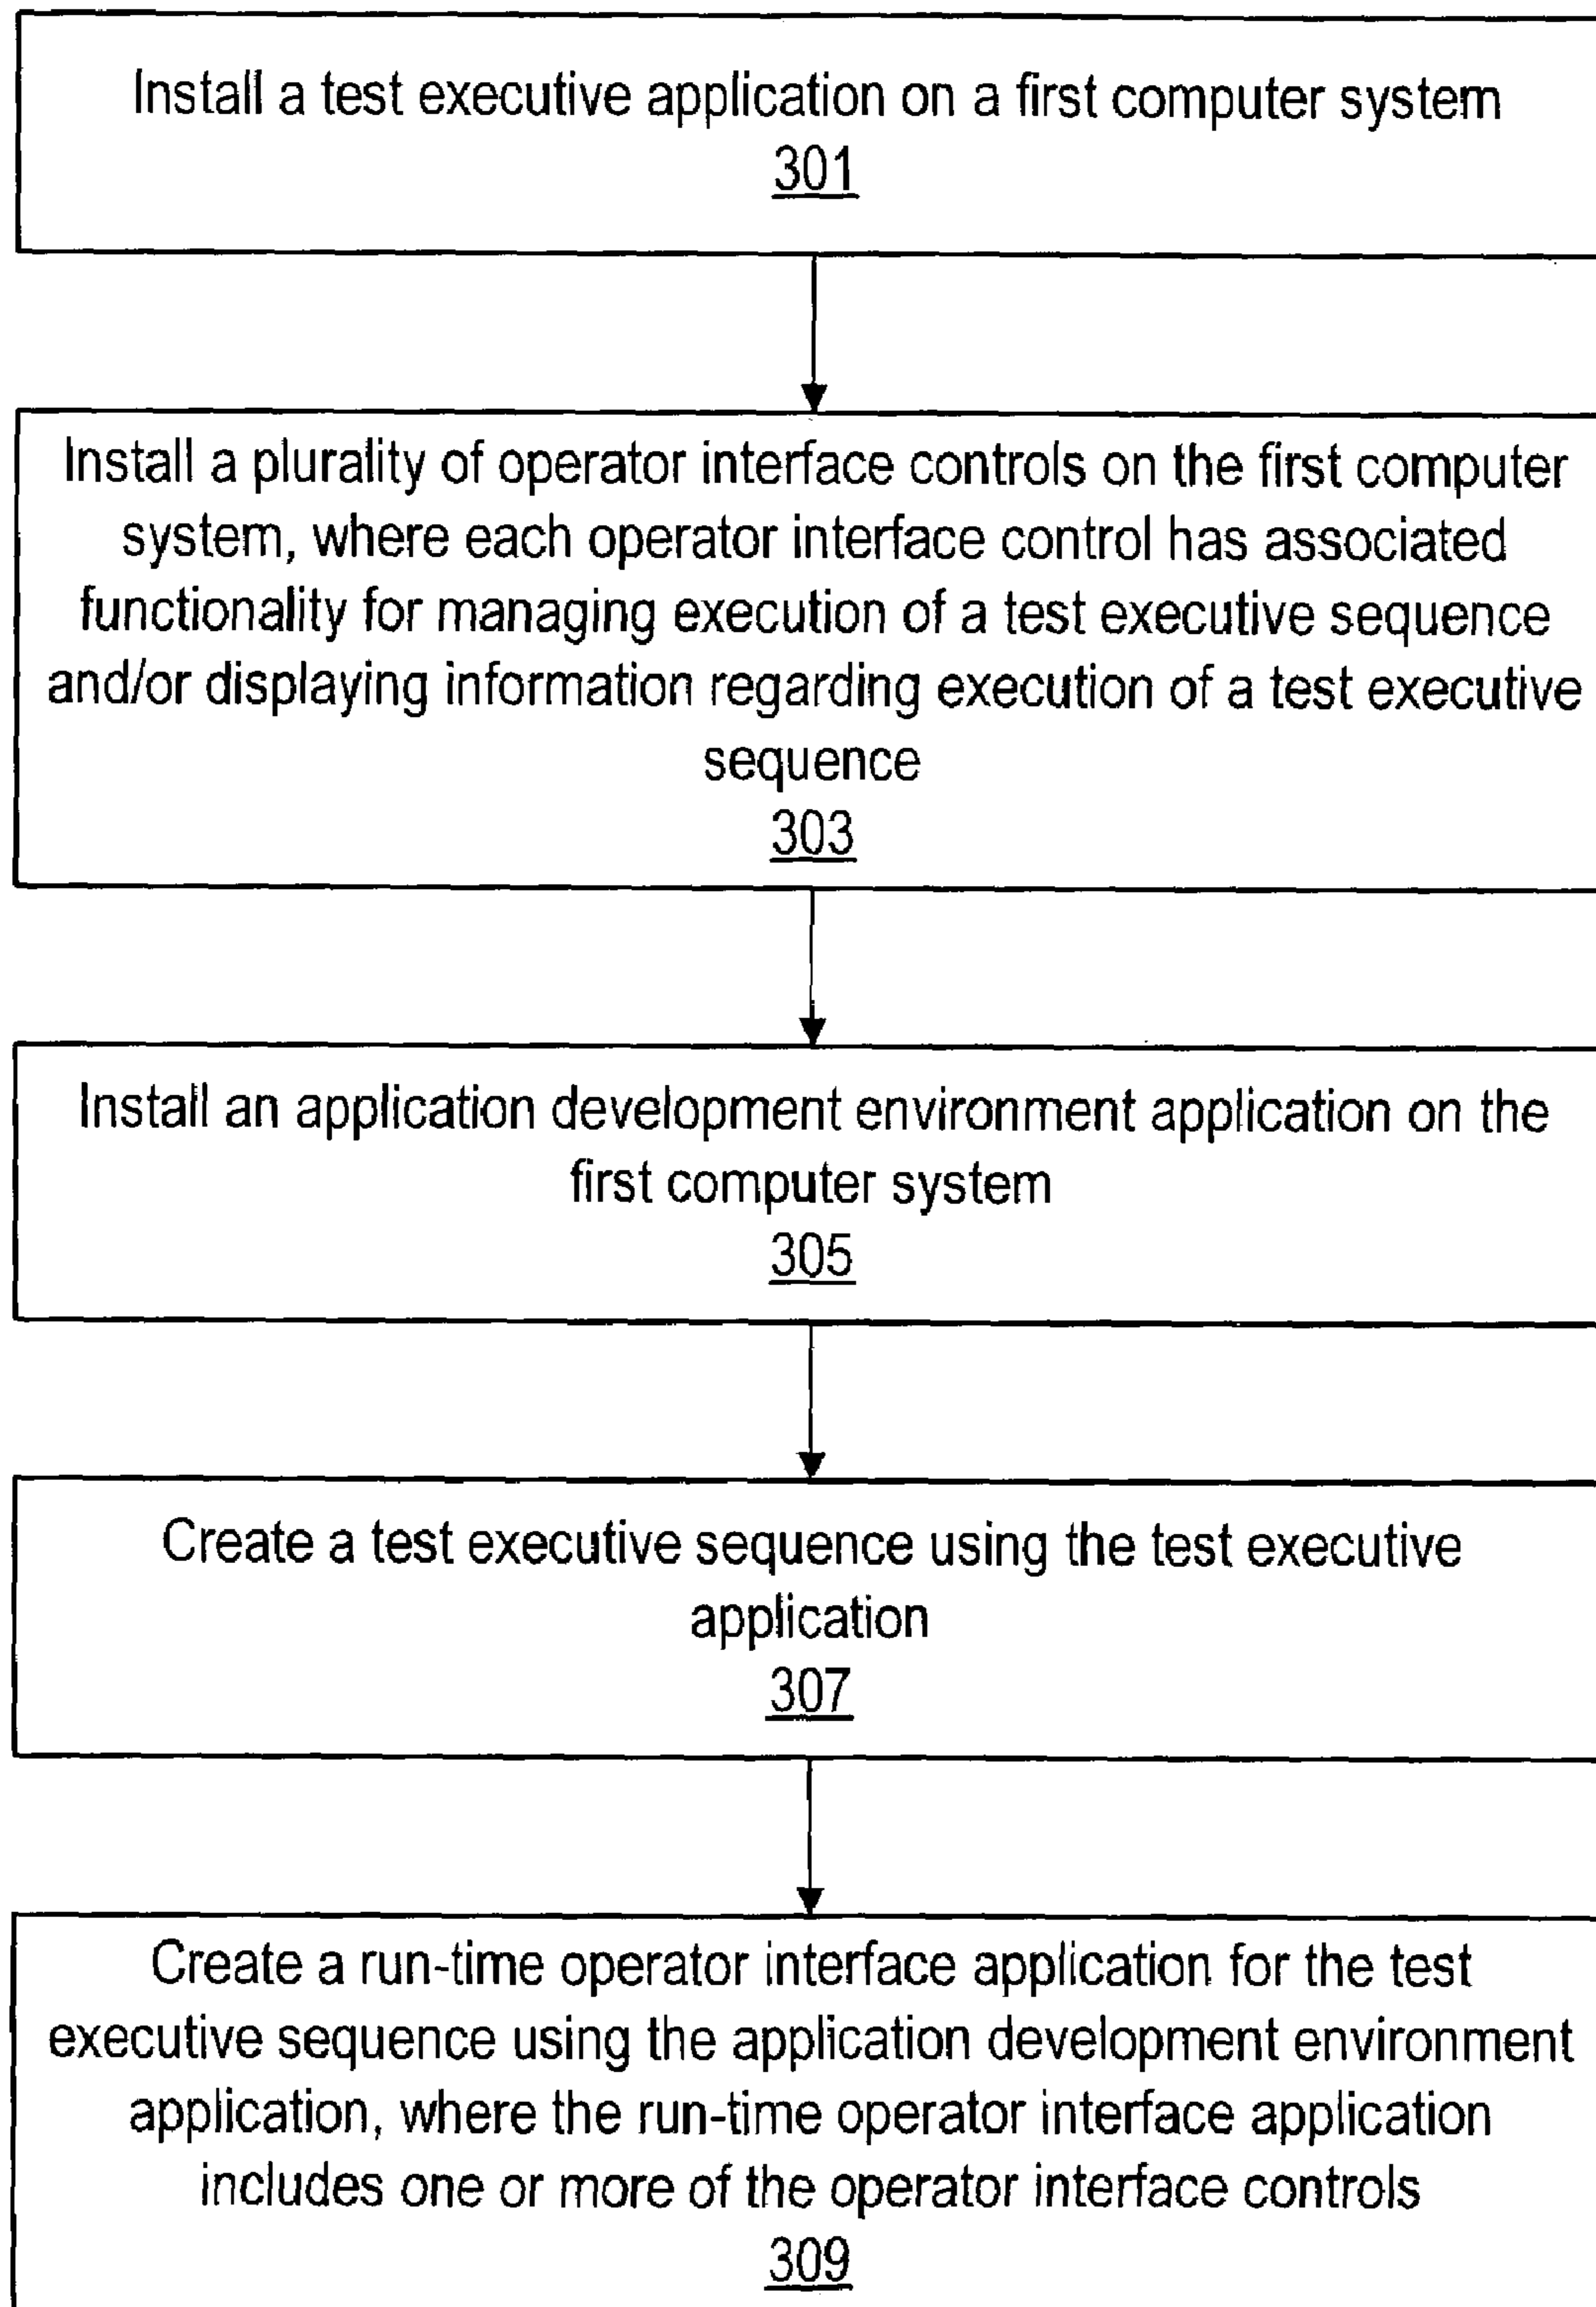 Install a test executive application on a first computer system
301
Install a plurality of operator interface controls on the first computer
system, where each operator interface control has associated
functionality for managing execution of a test executive sequence
and/or displaying information regarding execution of a test executive
sequence
303
Install an application development environment application on the
first computer system
305
Create a test executive sequence using the test executive
application
307
Create a run-time operator interface application for the test
executive sequence using the application development environment
application, where the run-time operator interface application
includes one or more of the operator interface controls
309